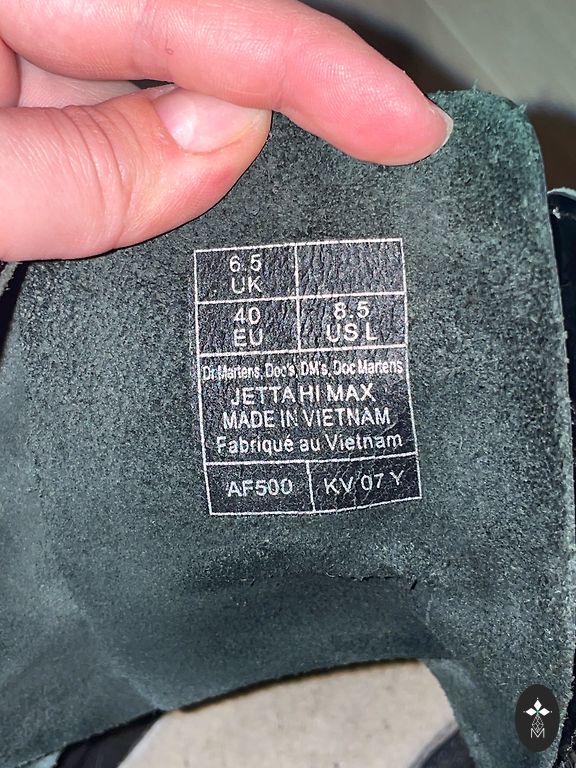 6.5
UK
40 8.5
EU US L
Dr.Martens, Doc's, DM's, Doc Martens
JETTA HI MAX
MADE IN VIETNAM
Fabriqué au Vietnam
AF500 KV 07 Y
M